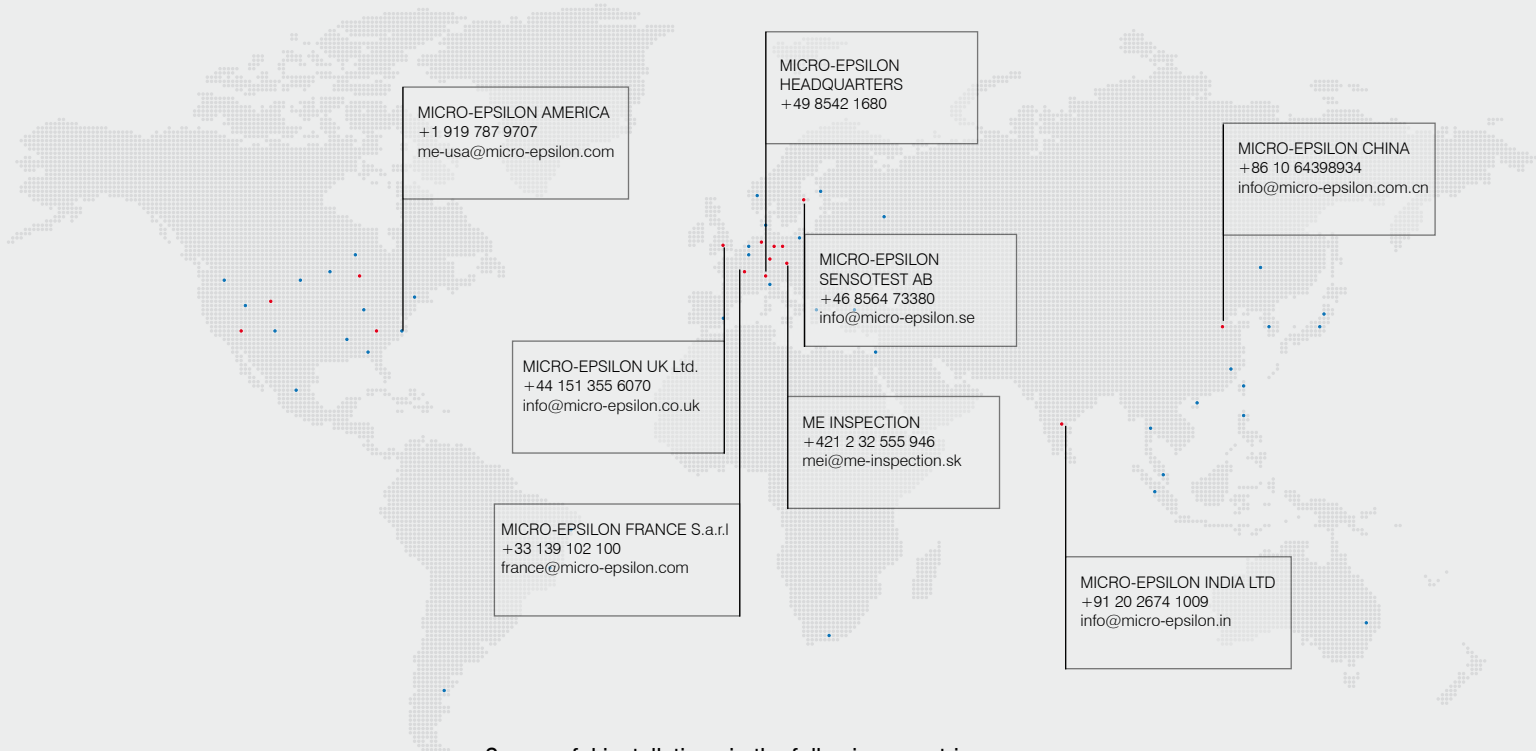 MICRO-EPSILON
HEADQUARTERS
+49 8542 1680
MICRO-EPSILON AMERICA
+1 919 787 9707
me-usa@micro-epsilon.com
MICRO-EPSILON CHINA
+86 10 64398934
info@micro-epsilon.com.cn
MICRO-EPSILON
SENSOTEST AB
+46 8564 73380
info@micro-epsilon.se
MICRO-EPSILON UK Ltd.
+44 151 355 6070
info@micro-epsilon.co.uk
ME INSPECTION
+421 2 32 555 946
mei@me-inspection.sk
MICRO-EPSILON FRANCE S.a.r.l
+33 139 102 100
france@micro-epsilon.com
MICRO-EPSILON INDIA LTD
+91 20 2674 1009
info@micro-epsilon.in